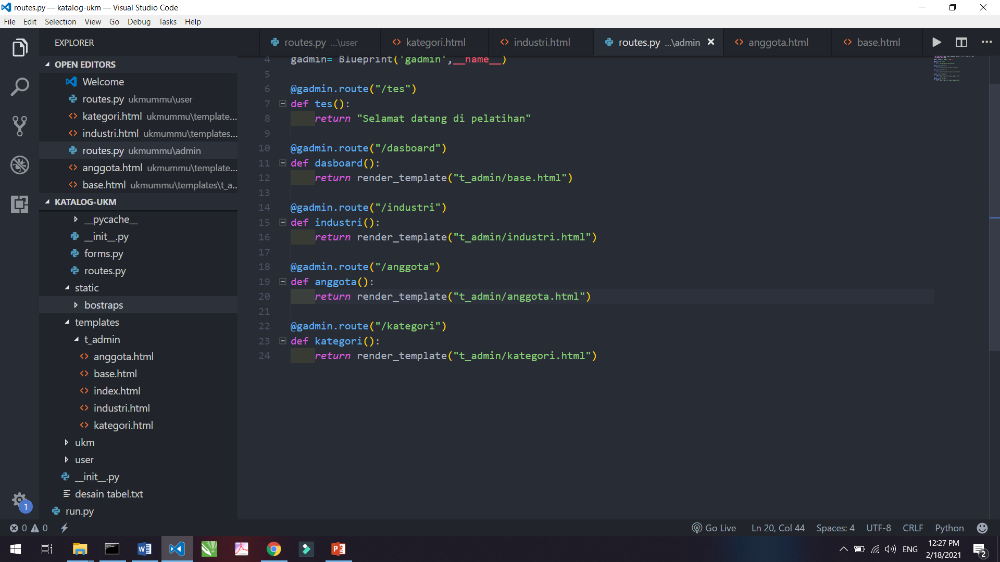 routes.py — katalog-ukm — Visual Studio Code
File Edit Selection View Go Debug Tasks Help
EXPLORER
OPEN EDITORS
Welcome
routes.py ukmummu\user
kategori.html ukmummu\template...
industri.html ukmummu\templates...
routes.py ukmummu\admin
anggota.html ukmummu\template...
base.html ukmummu\templates\t_a...
KATALOG-UKM
__pycache__
__init__.py
forms.py
routes.py
static
bostraps
templates
t_admin
anggota.html
base.html
index.html
industri.html
kategori.html
ukm
user
__init__.py
desain tabel.txt
run.py
1
routes.py ...\user kategori.html industri.html routes.py ...\admin anggota.html base.html
4 gadmin= Blueprint('gadmin',__name__)
5
6 @gadmin.route("/tes")
7 def tes():
8 return "Selamat datang di pelatihan"
9
10 @gadmin.route("/dasboard")
11 def dasboard():
12 return render_template("t_admin/base.html")
13
14 @gadmin.route("/industri")
15 def industri():
16 return render_template("t_admin/industri.html")
17
18 @gadmin.route("/anggota")
19 def anggota():
20 return render_template("t_admin/anggota.html")
21
22 @gadmin.route("/kategori")
23 def kategori():
24 return render_template("t_admin/kategori.html")
0 0 Go Live Ln 20, Col 44 Spaces: 4 UTF-8 CRLF Python
ENG
12:27 PM
2/18/2021
2